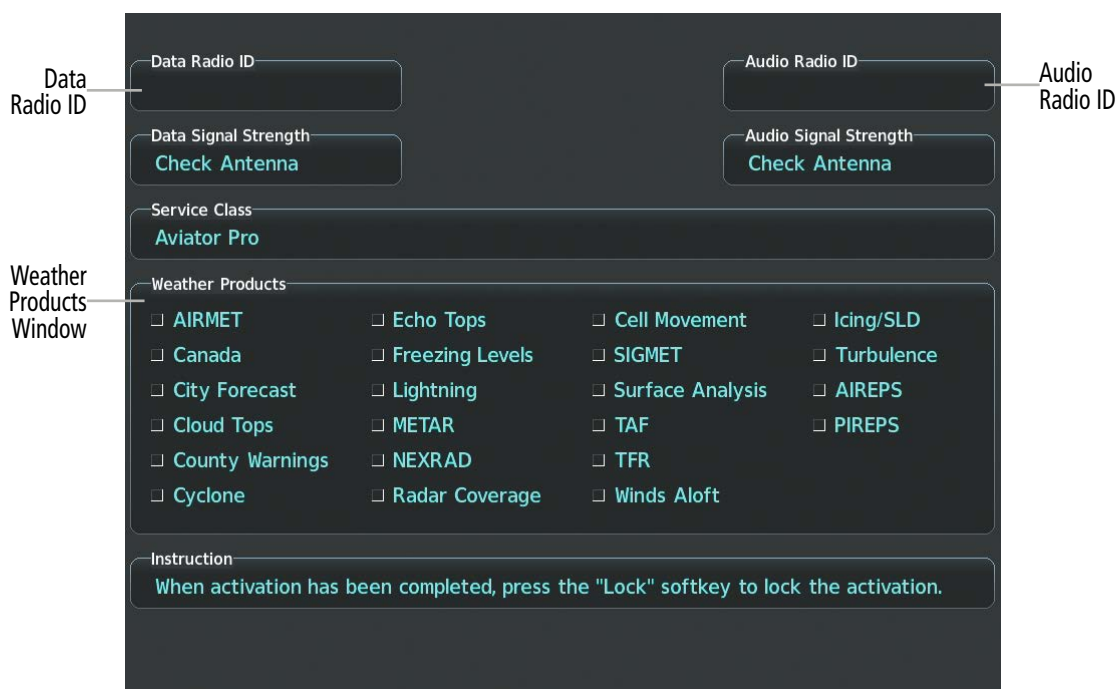 Data Radio ID
Audio Radio ID
Data
Radio ID
Audio
Radio ID
Data Signal Strength
Check Antenna
Audio Signal Strength
Check Antenna
Service Class
Aviator Pro
Weather
Products
Window
Weather Products
AIRMET
Echo Tops
Cell Movement
Icing/SLD
Canada
Freezing Levels
SIGMET
Turbulence
City Forecast
Lightning
Surface Analysis
AIREPS
Cloud Tops
METAR
TAF
PIREPS
County Warnings
NEXRAD
TFR
Cyclone
Radar Coverage
Winds Aloft
Instruction
When activation has been completed, press the "Lock" softkey to lock the activation.